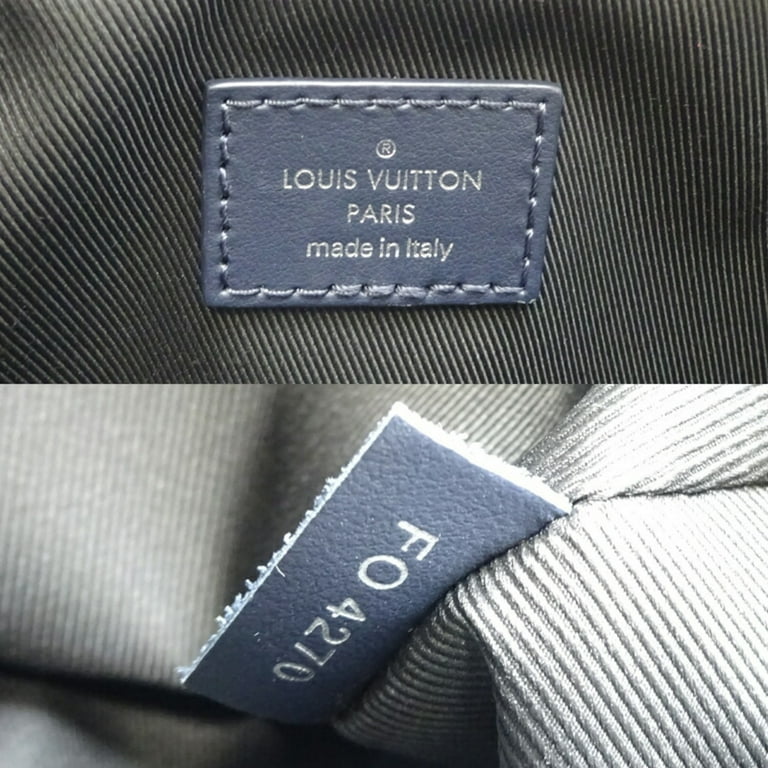 ®
LOUIS VUITTON
PARIS
made in Italy
FO 4270